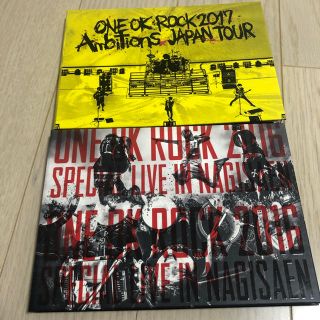 ONE OK ROCK 2017
Ambitions JAPAN TOUR
ONE OK ROCK 2016
SPECIAL LIVE IN NAGISAEN
ONE OK ROCK 2016
SPECIAL LIVE IN NAGISAEN